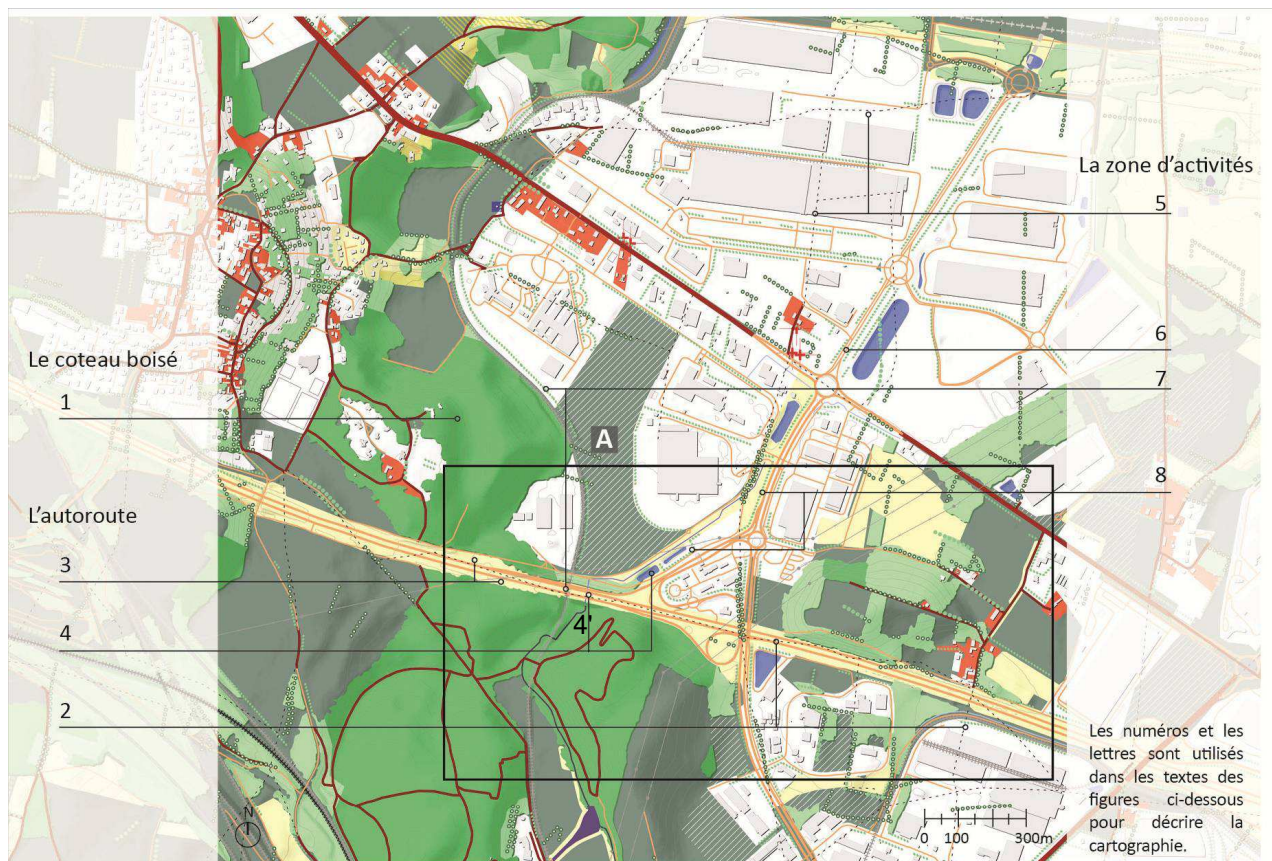 La zone d'activités
5
6
Le coteau boisé
7
1
A
8
L'autoroute
3
4'
4
2
Les numéros et les
lettres sont utilisés
dans les textes des
figures ci-dessous
pour décrire la
cartographie.
N
0 100 300m